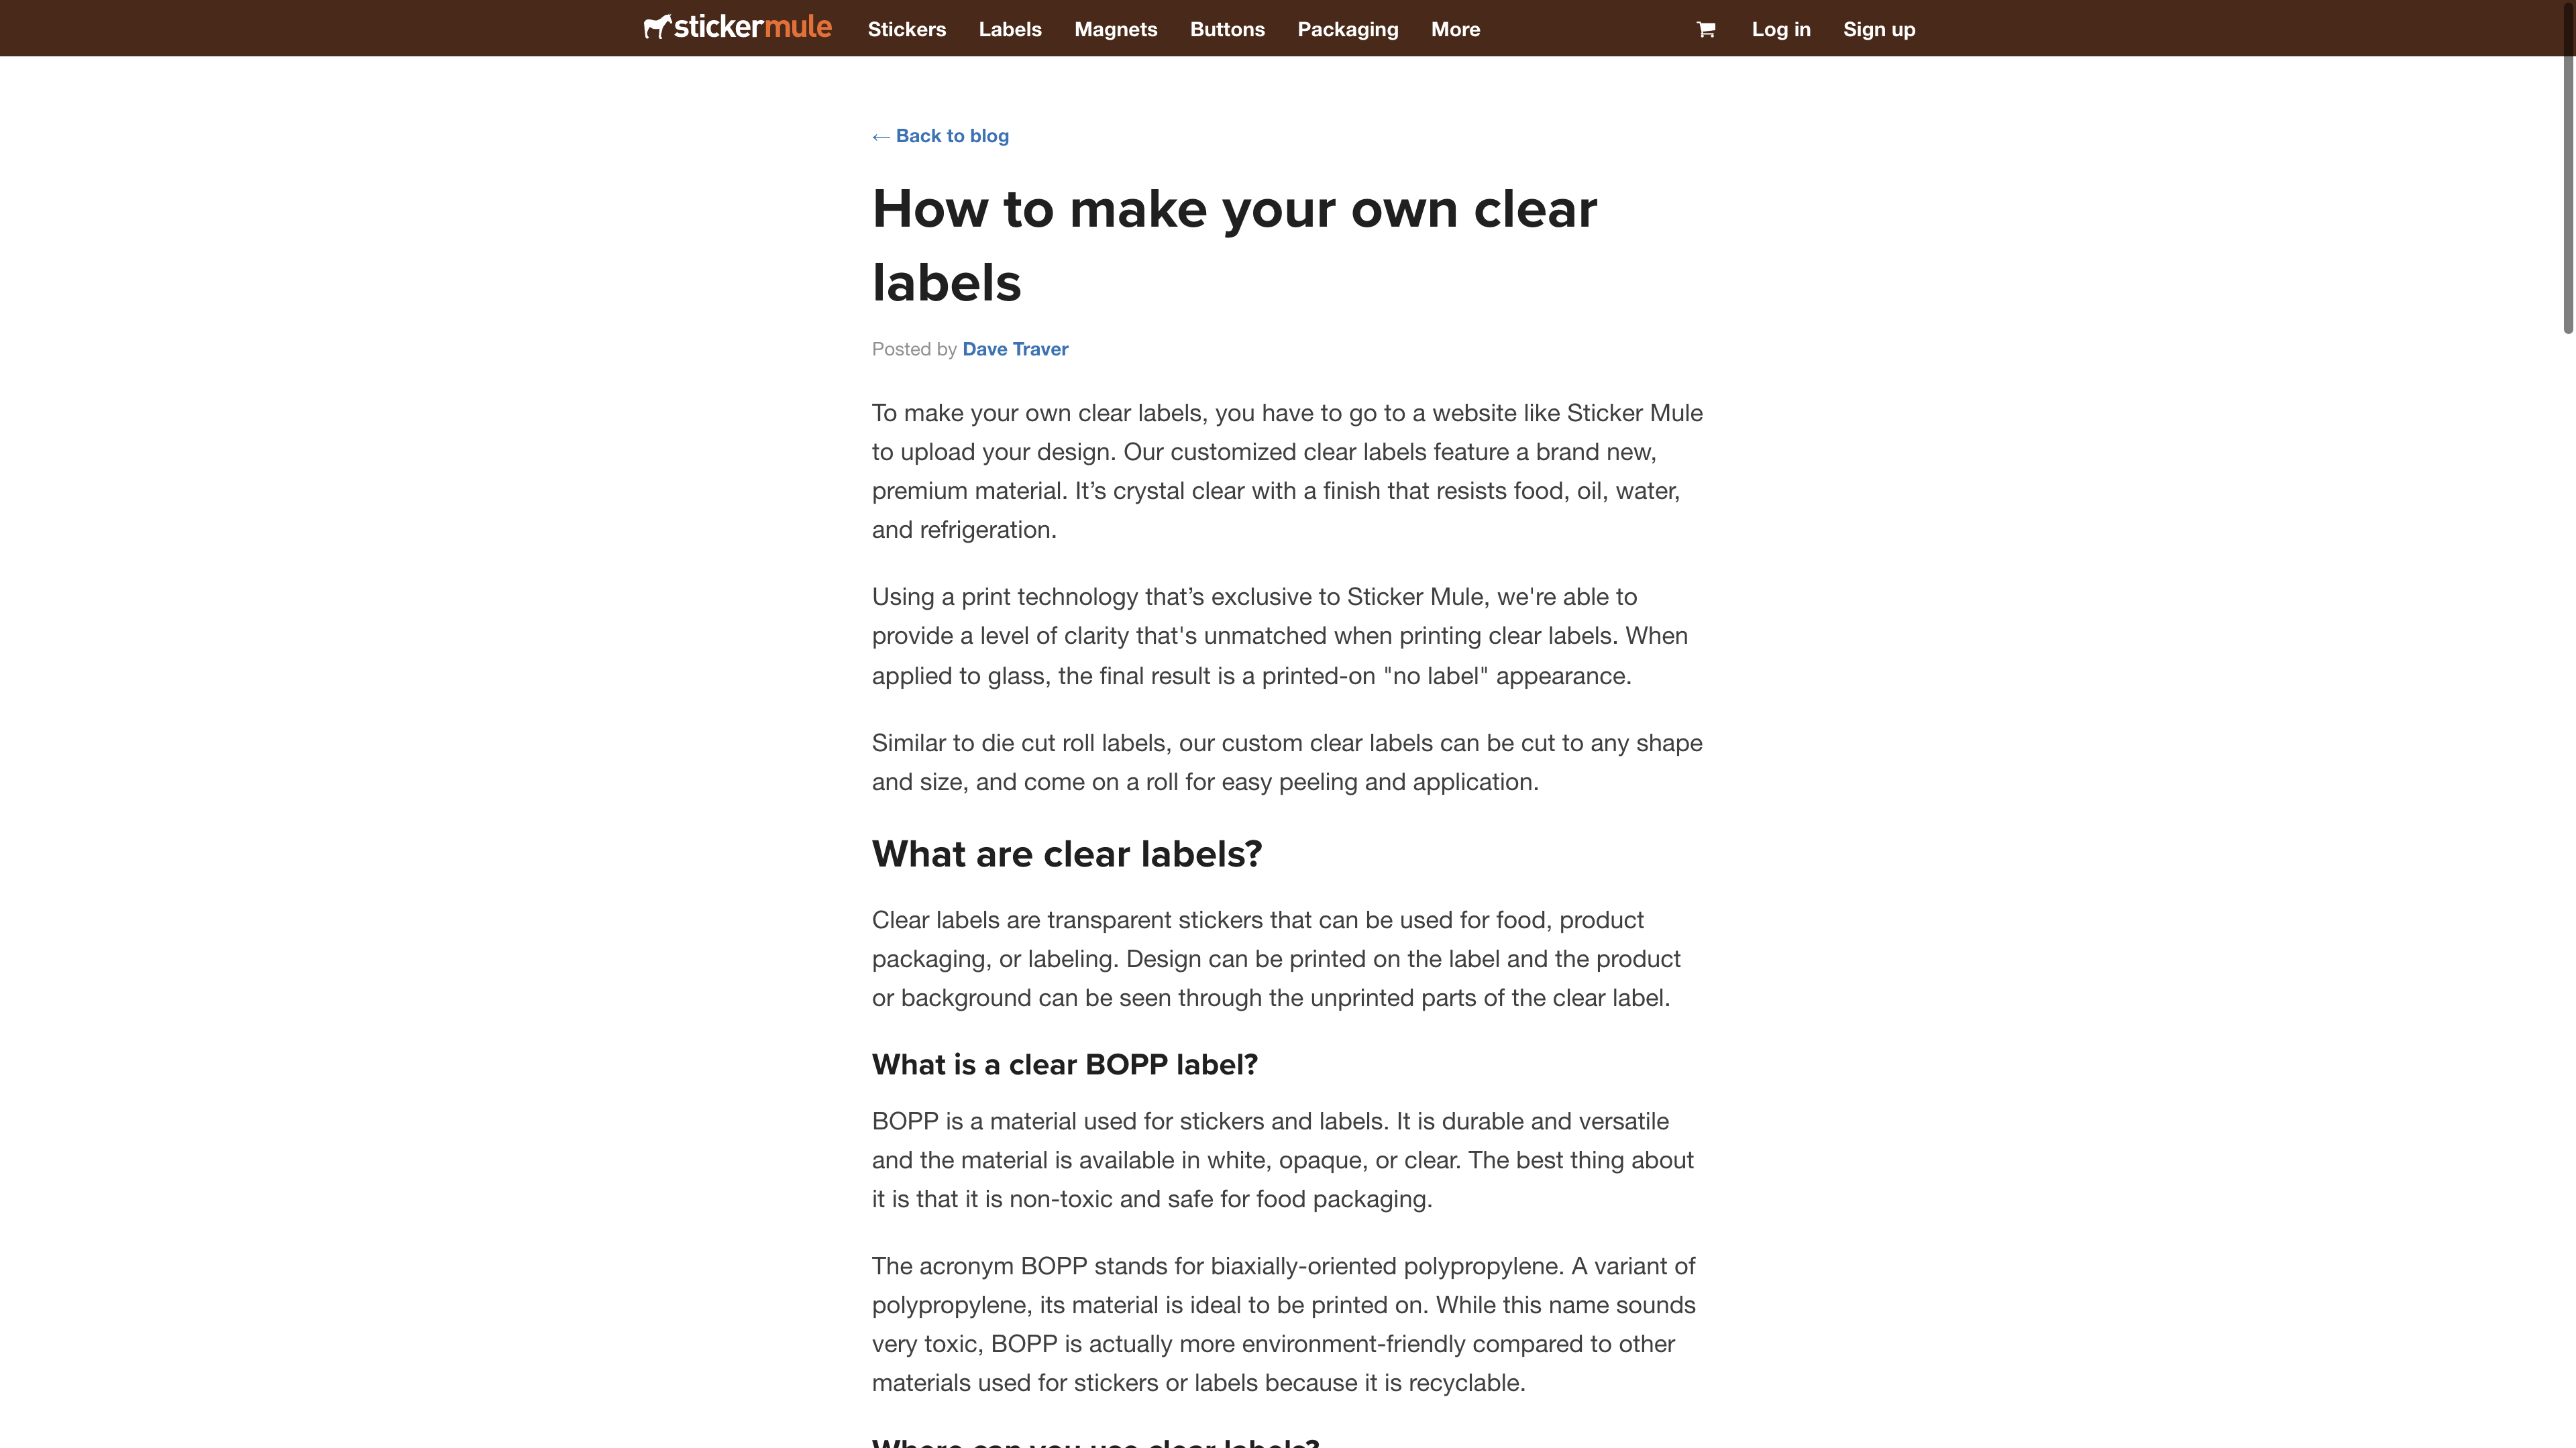 stickermule Stickers Labels Magnets Buttons Packaging More Log in Sign up
← Back to blog
How to make your own clear
labels
Posted by Dave Traver
To make your own clear labels, you have to go to a website like Sticker Mule
to upload your design. Our customized clear labels feature a brand new,
premium material. It’s crystal clear with a finish that resists food, oil, water,
and refrigeration.
Using a print technology that’s exclusive to Sticker Mule, we're able to
provide a level of clarity that's unmatched when printing clear labels. When
applied to glass, the final result is a printed-on "no label" appearance.
Similar to die cut roll labels, our custom clear labels can be cut to any shape
and size, and come on a roll for easy peeling and application.
What are clear labels?
Clear labels are transparent stickers that can be used for food, product
packaging, or labeling. Design can be printed on the label and the product
or background can be seen through the unprinted parts of the clear label.
What is a clear BOPP label?
BOPP is a material used for stickers and labels. It is durable and versatile
and the material is available in white, opaque, or clear. The best thing about
it is that it is non-toxic and safe for food packaging.
The acronym BOPP stands for biaxially-oriented polypropylene. A variant of
polypropylene, its material is ideal to be printed on. While this name sounds
very toxic, BOPP is actually more environment-friendly compared to other
materials used for stickers or labels because it is recyclable.
Where can you use clear labels?